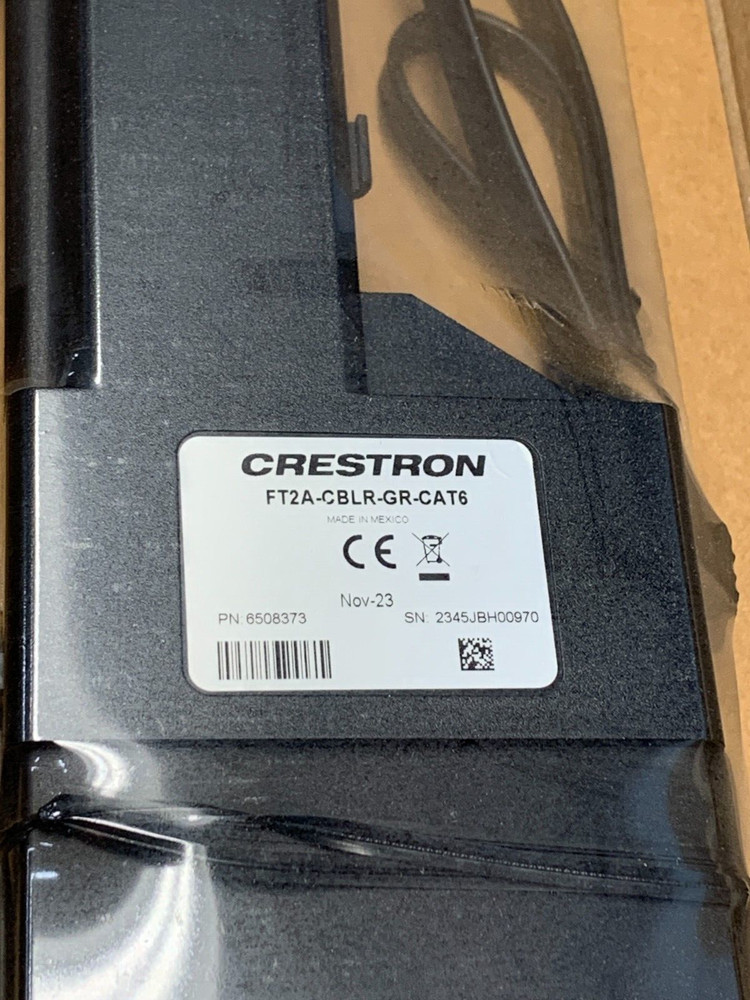 CRESTRON
FT2A-CBLR-GR-CAT6
MADE IN MEXICO
CE
Nov-23
PN: 6508373 SN: 2345JBH00970